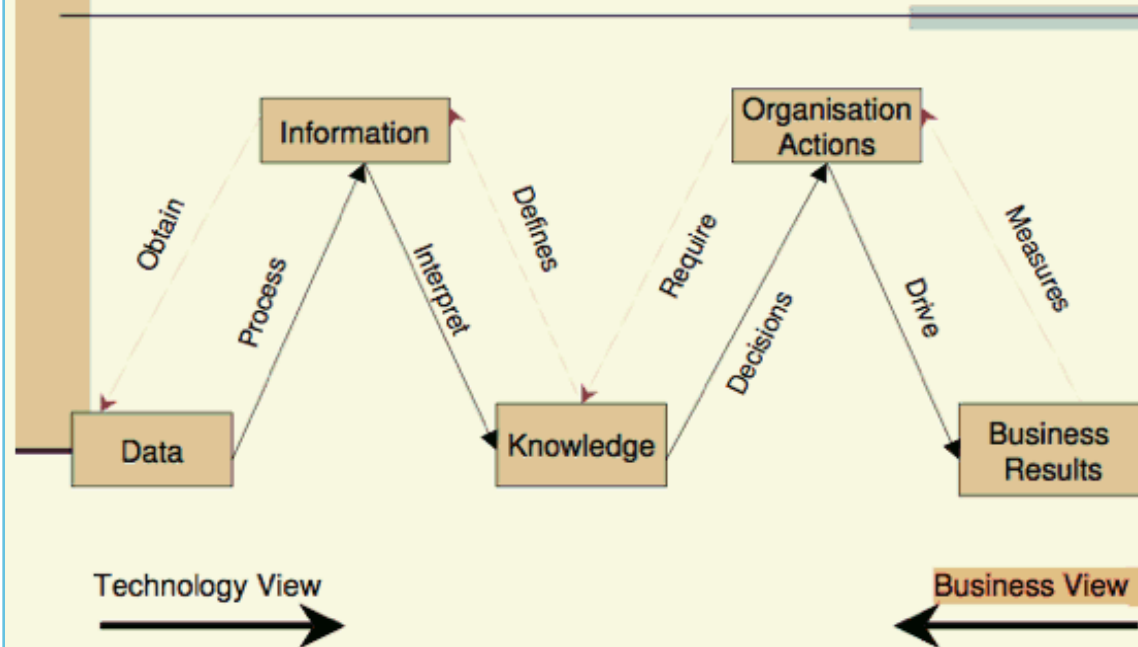 Information
Organisation
Actions
Obtain
Process
Interpret
Defines
Require
Decisions
Drive
Measures
Data
Knowledge
Business
Results
Technology View
Business View